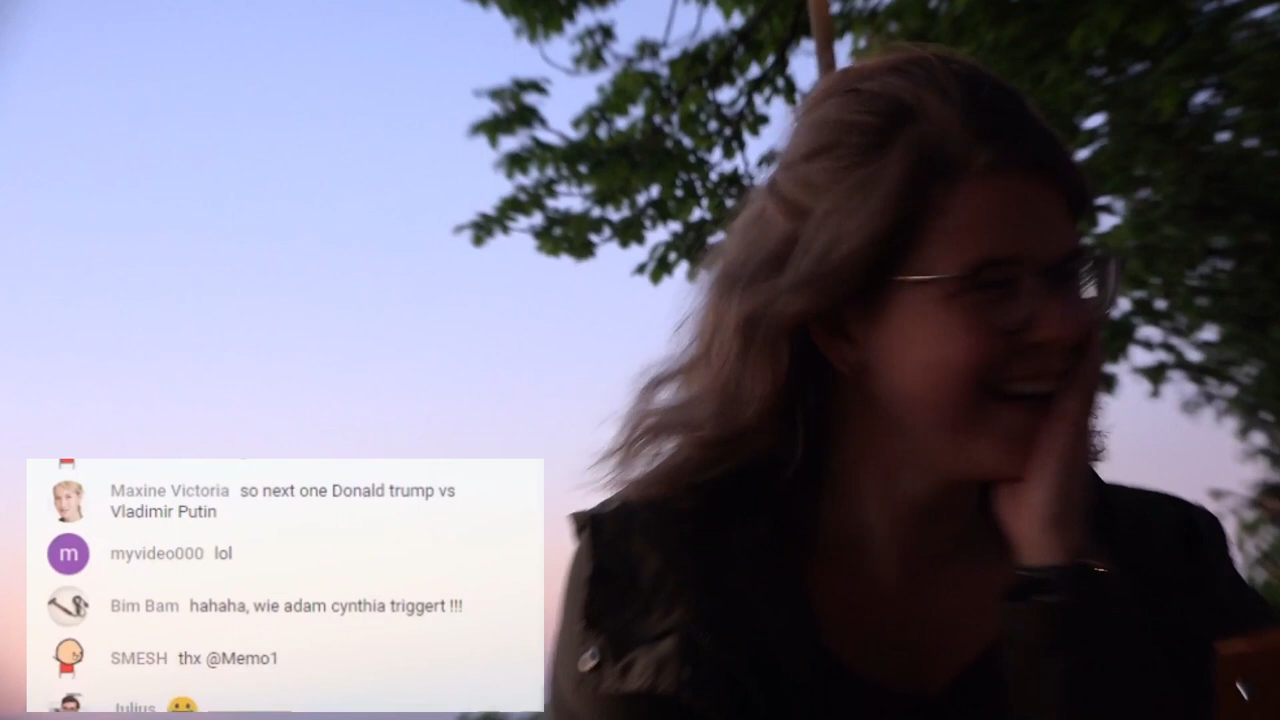 Maxine Victoria so next one Donald trump vs
Vladimir Putin
m
myvideo000 lol
Bim Bam hahaha, wie adam cynthia triggert !!!
SMESH thx @Memo1
Julius